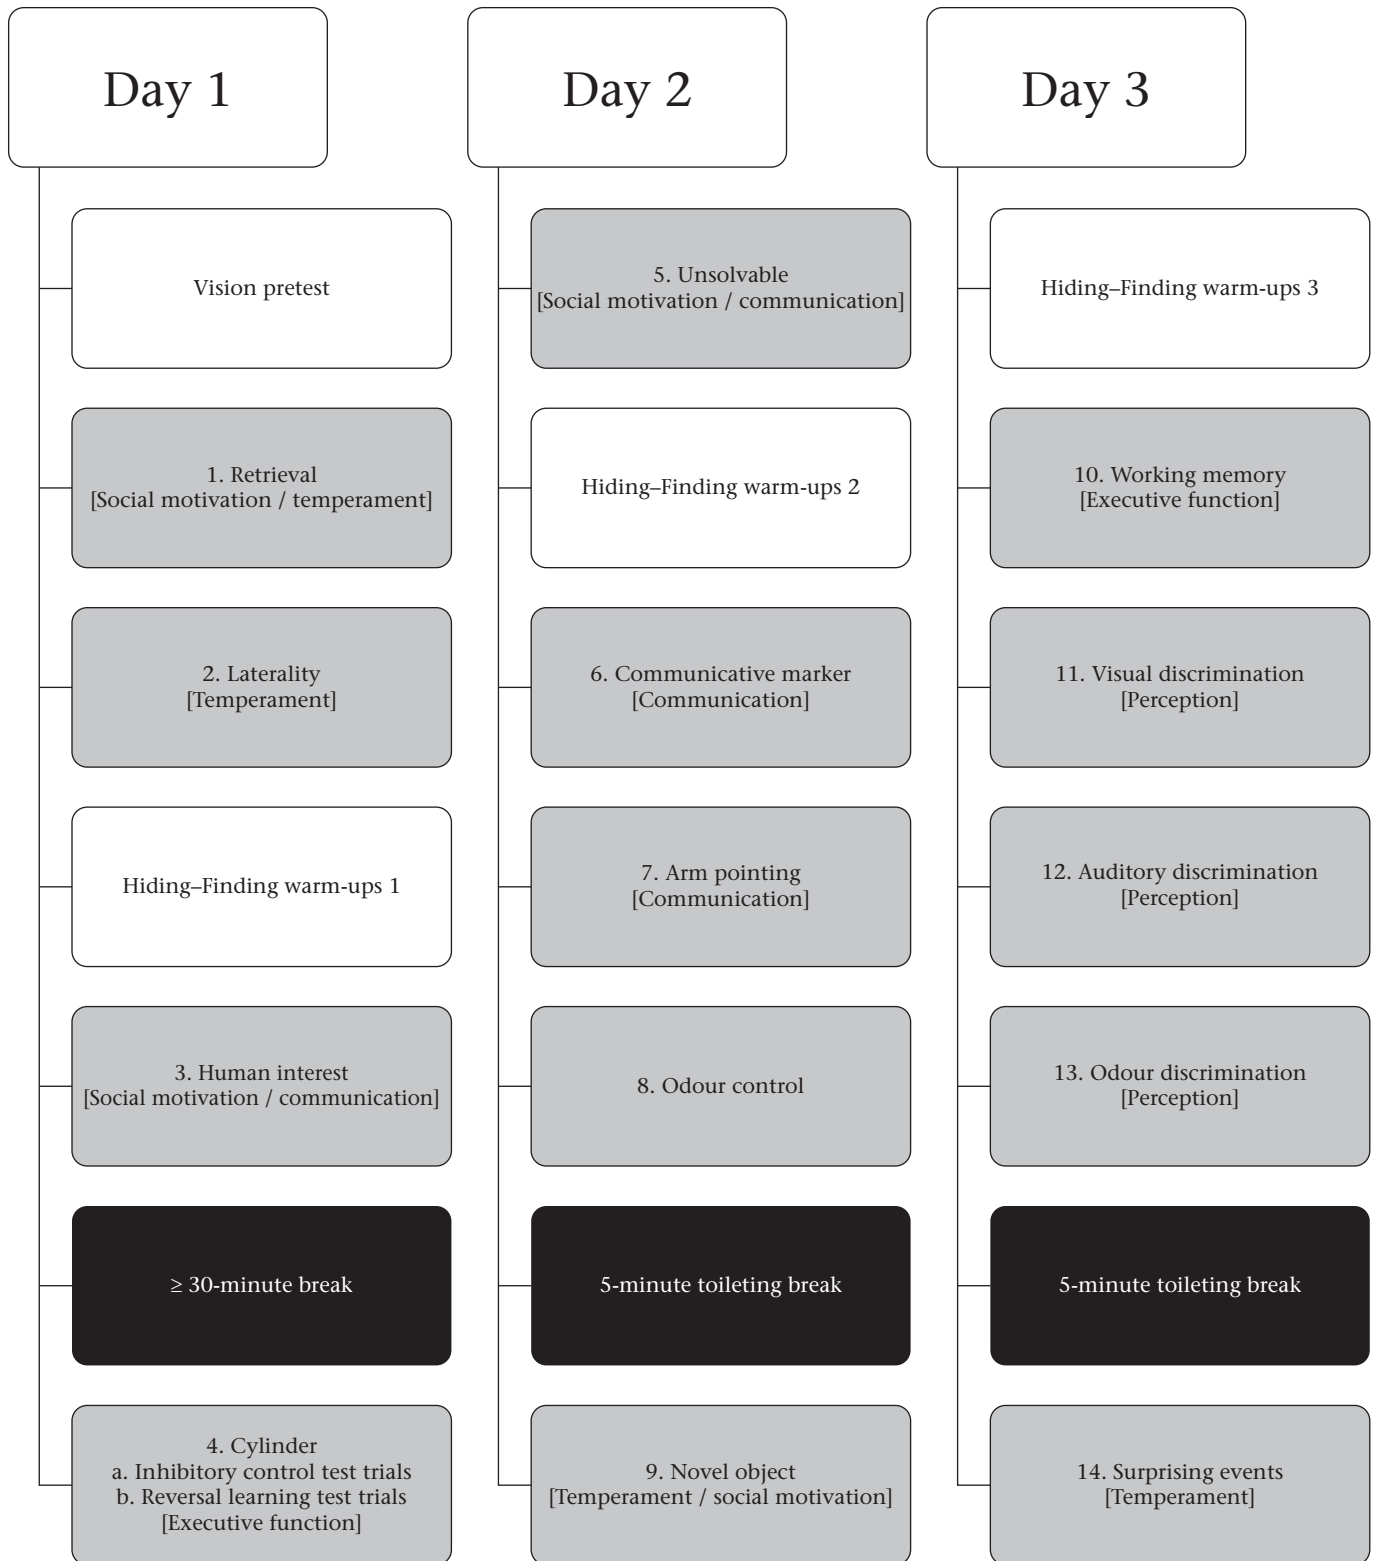 Day 1
Vision pretest
1. Retrieval
[Social motivation / temperament]
2. Laterality
[Temperament]
Hiding–Finding warm-ups 1
3. Human interest
[Social motivation / communication]
≥ 30-minute break
4. Cylinder
a. Inhibitory control test trials
b. Reversal learning test trials
[Executive function]
Day 2
5. Unsolvable
[Social motivation / communication]
Hiding–Finding warm-ups 2
6. Communicative marker
[Communication]
7. Arm pointing
[Communication]
8. Odour control
5-minute toileting break
9. Novel object
[Temperament / social motivation]
Day 3
Hiding–Finding warm-ups 3
10. Working memory
[Executive function]
11. Visual discrimination
[Perception]
12. Auditory discrimination
[Perception]
13. Odour discrimination
[Perception]
5-minute toileting break
14. Surprising events
[Temperament]